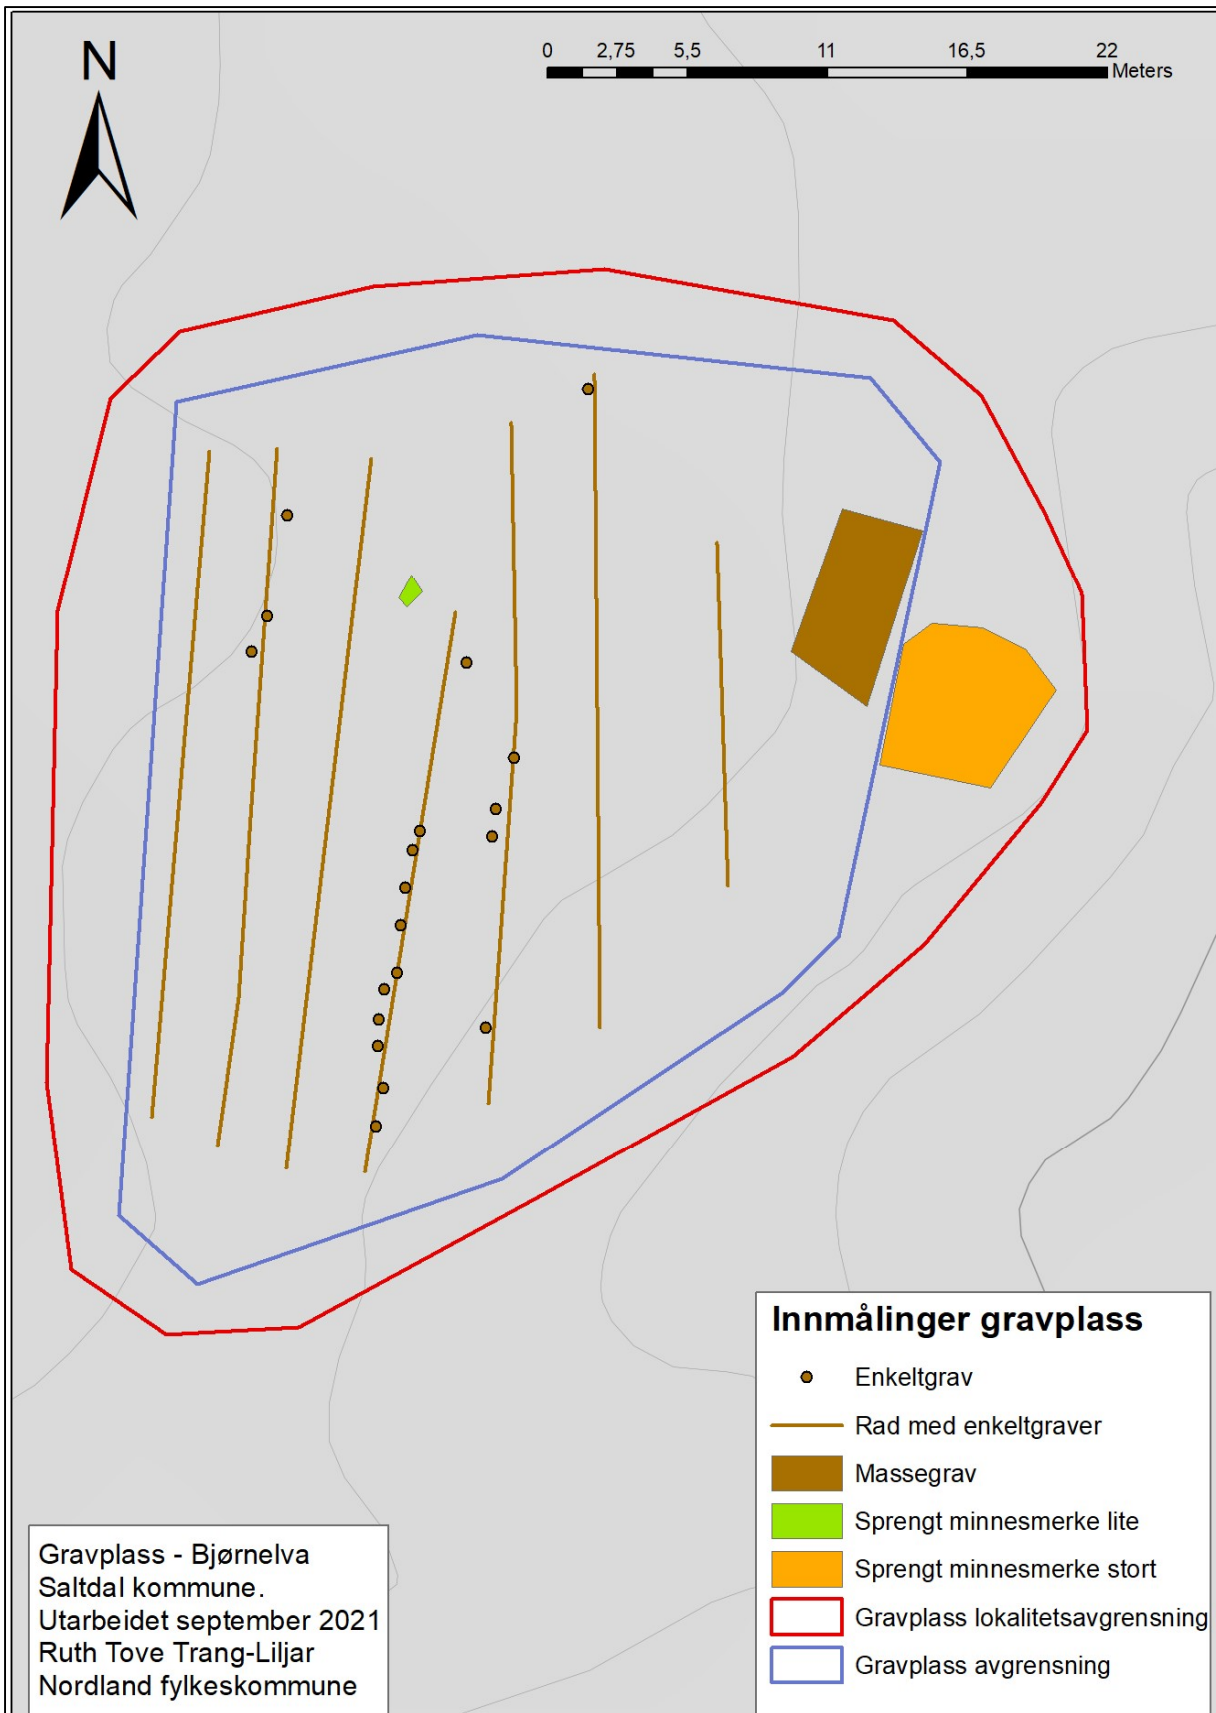 N
0 2,75 5,5 11 16,5 22
Meters
Innmålinger gravplass
Enkeltgrav
Rad med enkeltgraver
Massegrav
Sprengt minnesmerke lite
Sprengt minnesmerke stort
Gravplass lokalitetsavgrensning
Gravplass avgrensning
Gravplass - Bjørnelva
Saltdal kommune.
Utarbeidet september 2021
Ruth Tove Trang-Liljar
Nordland fylkeskommune